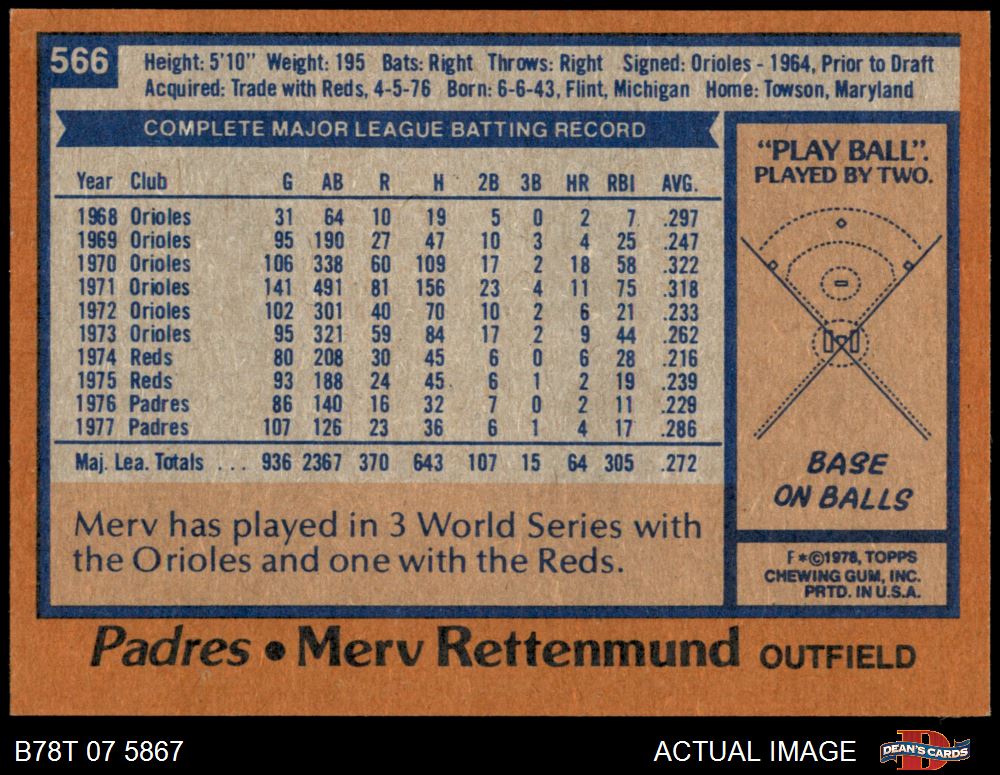 566
Height: 5'10" Weight: 195 Bats: Right Throws: Right Signed: Orioles - 1964, Prior to Draft
Acquired: Trade with Reds, 4-5-76 Born: 6-6-43, Flint, Michigan Home: Towson, Maryland
COMPLETE MAJOR LEAGUE BATTING RECORD
Year Club G AB R H 2B 3B HR RBI AVG.
1968 Orioles 31 64 10 19 5 0 2 7 .297
1969 Orioles 95 190 27 47 10 3 4 25 .247
1970 Orioles 106 338 60 109 17 2 18 58 .322
1971 Orioles 141 491 81 156 23 4 11 75 .318
1972 Orioles 102 301 40 70 10 2 6 21 .233
1973 Orioles 95 321 59 84 17 2 9 44 .262
1974 Reds 80 208 30 45 6 0 6 28 .216
1975 Reds 93 188 24 45 6 1 2 19 .239
1976 Padres 86 140 16 32 7 0 2 11 .229
1977 Padres 107 126 23 36 6 1 4 17 .286
Maj. Lea. Totals ... 936 2367 370 643 107 15 64 305 .272
Merv has played in 3 World Series with
the Orioles and one with the Reds.
"PLAY BALL".
PLAYED BY TWO.
BASE
ON BALLS
F*©1978, TOPPS
CHEWING GUM, INC.
PRTD. IN U.S.A.
Padres • Merv Rettenmund OUTFIELD
B78T 07 5867
ACTUAL IMAGE
D
DEAN'S CARDS